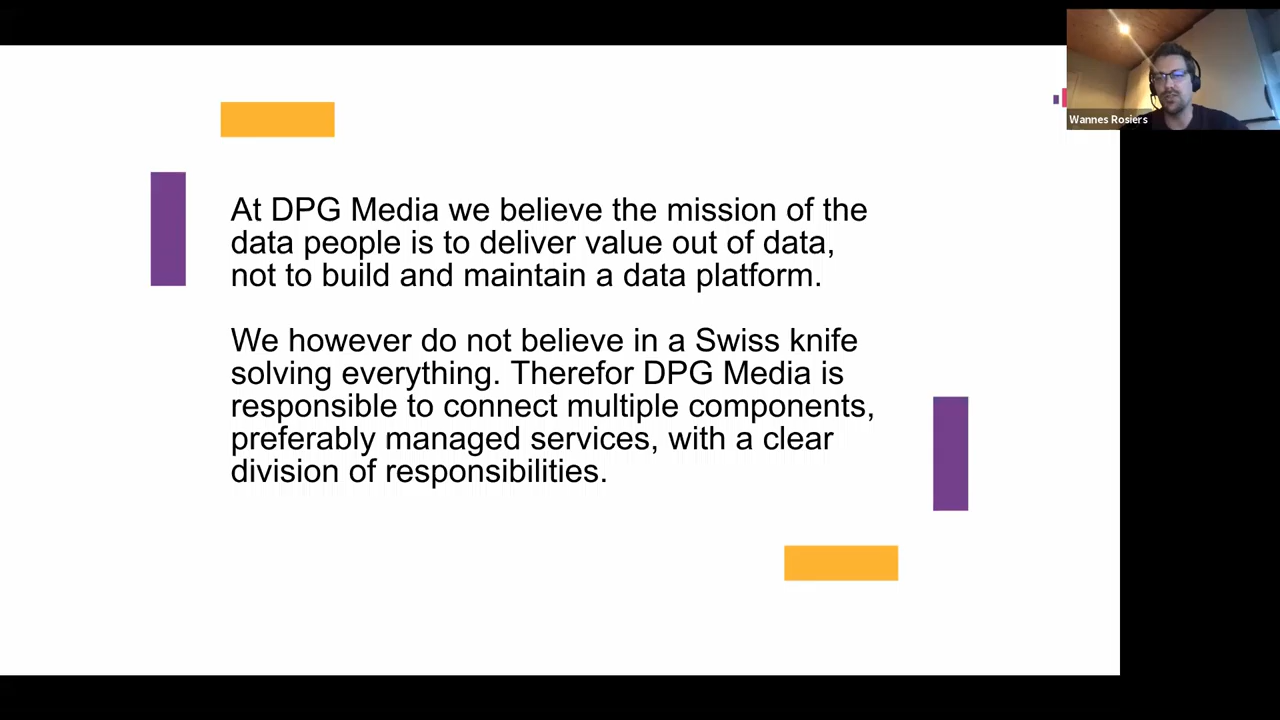 Wannes Rosiers
At DPG Media we believe the mission of the
data people is to deliver value out of data,
not to build and maintain a data platform.
We however do not believe in a Swiss knife
solving everything. Therefor DPG Media is
responsible to connect multiple components,
preferably managed services, with a clear
division of responsibilities.